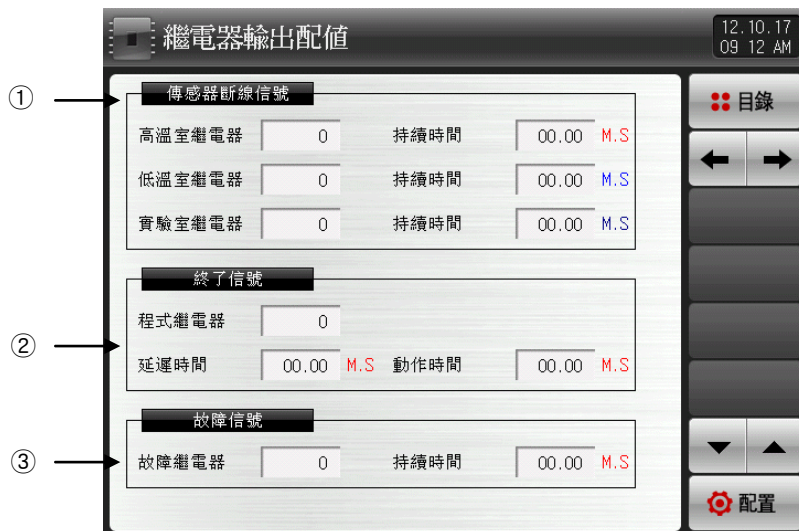 繼電器輸出配值
12.10.17
09 12 AM
① 傳感器斷線信號
高溫室繼電器 0 持續時間 00.00 M.S
低溫室繼電器 0 持續時間 00.00 M.S
實驗室繼電器 0 持續時間 00.00 M.S
② 終了信號
程式繼電器 0
延遲時間 00.00 M.S 動作時間 00.00 M.S
③ 故障信號
故障繼電器 0 持續時間 00.00 M.S
目錄
配置